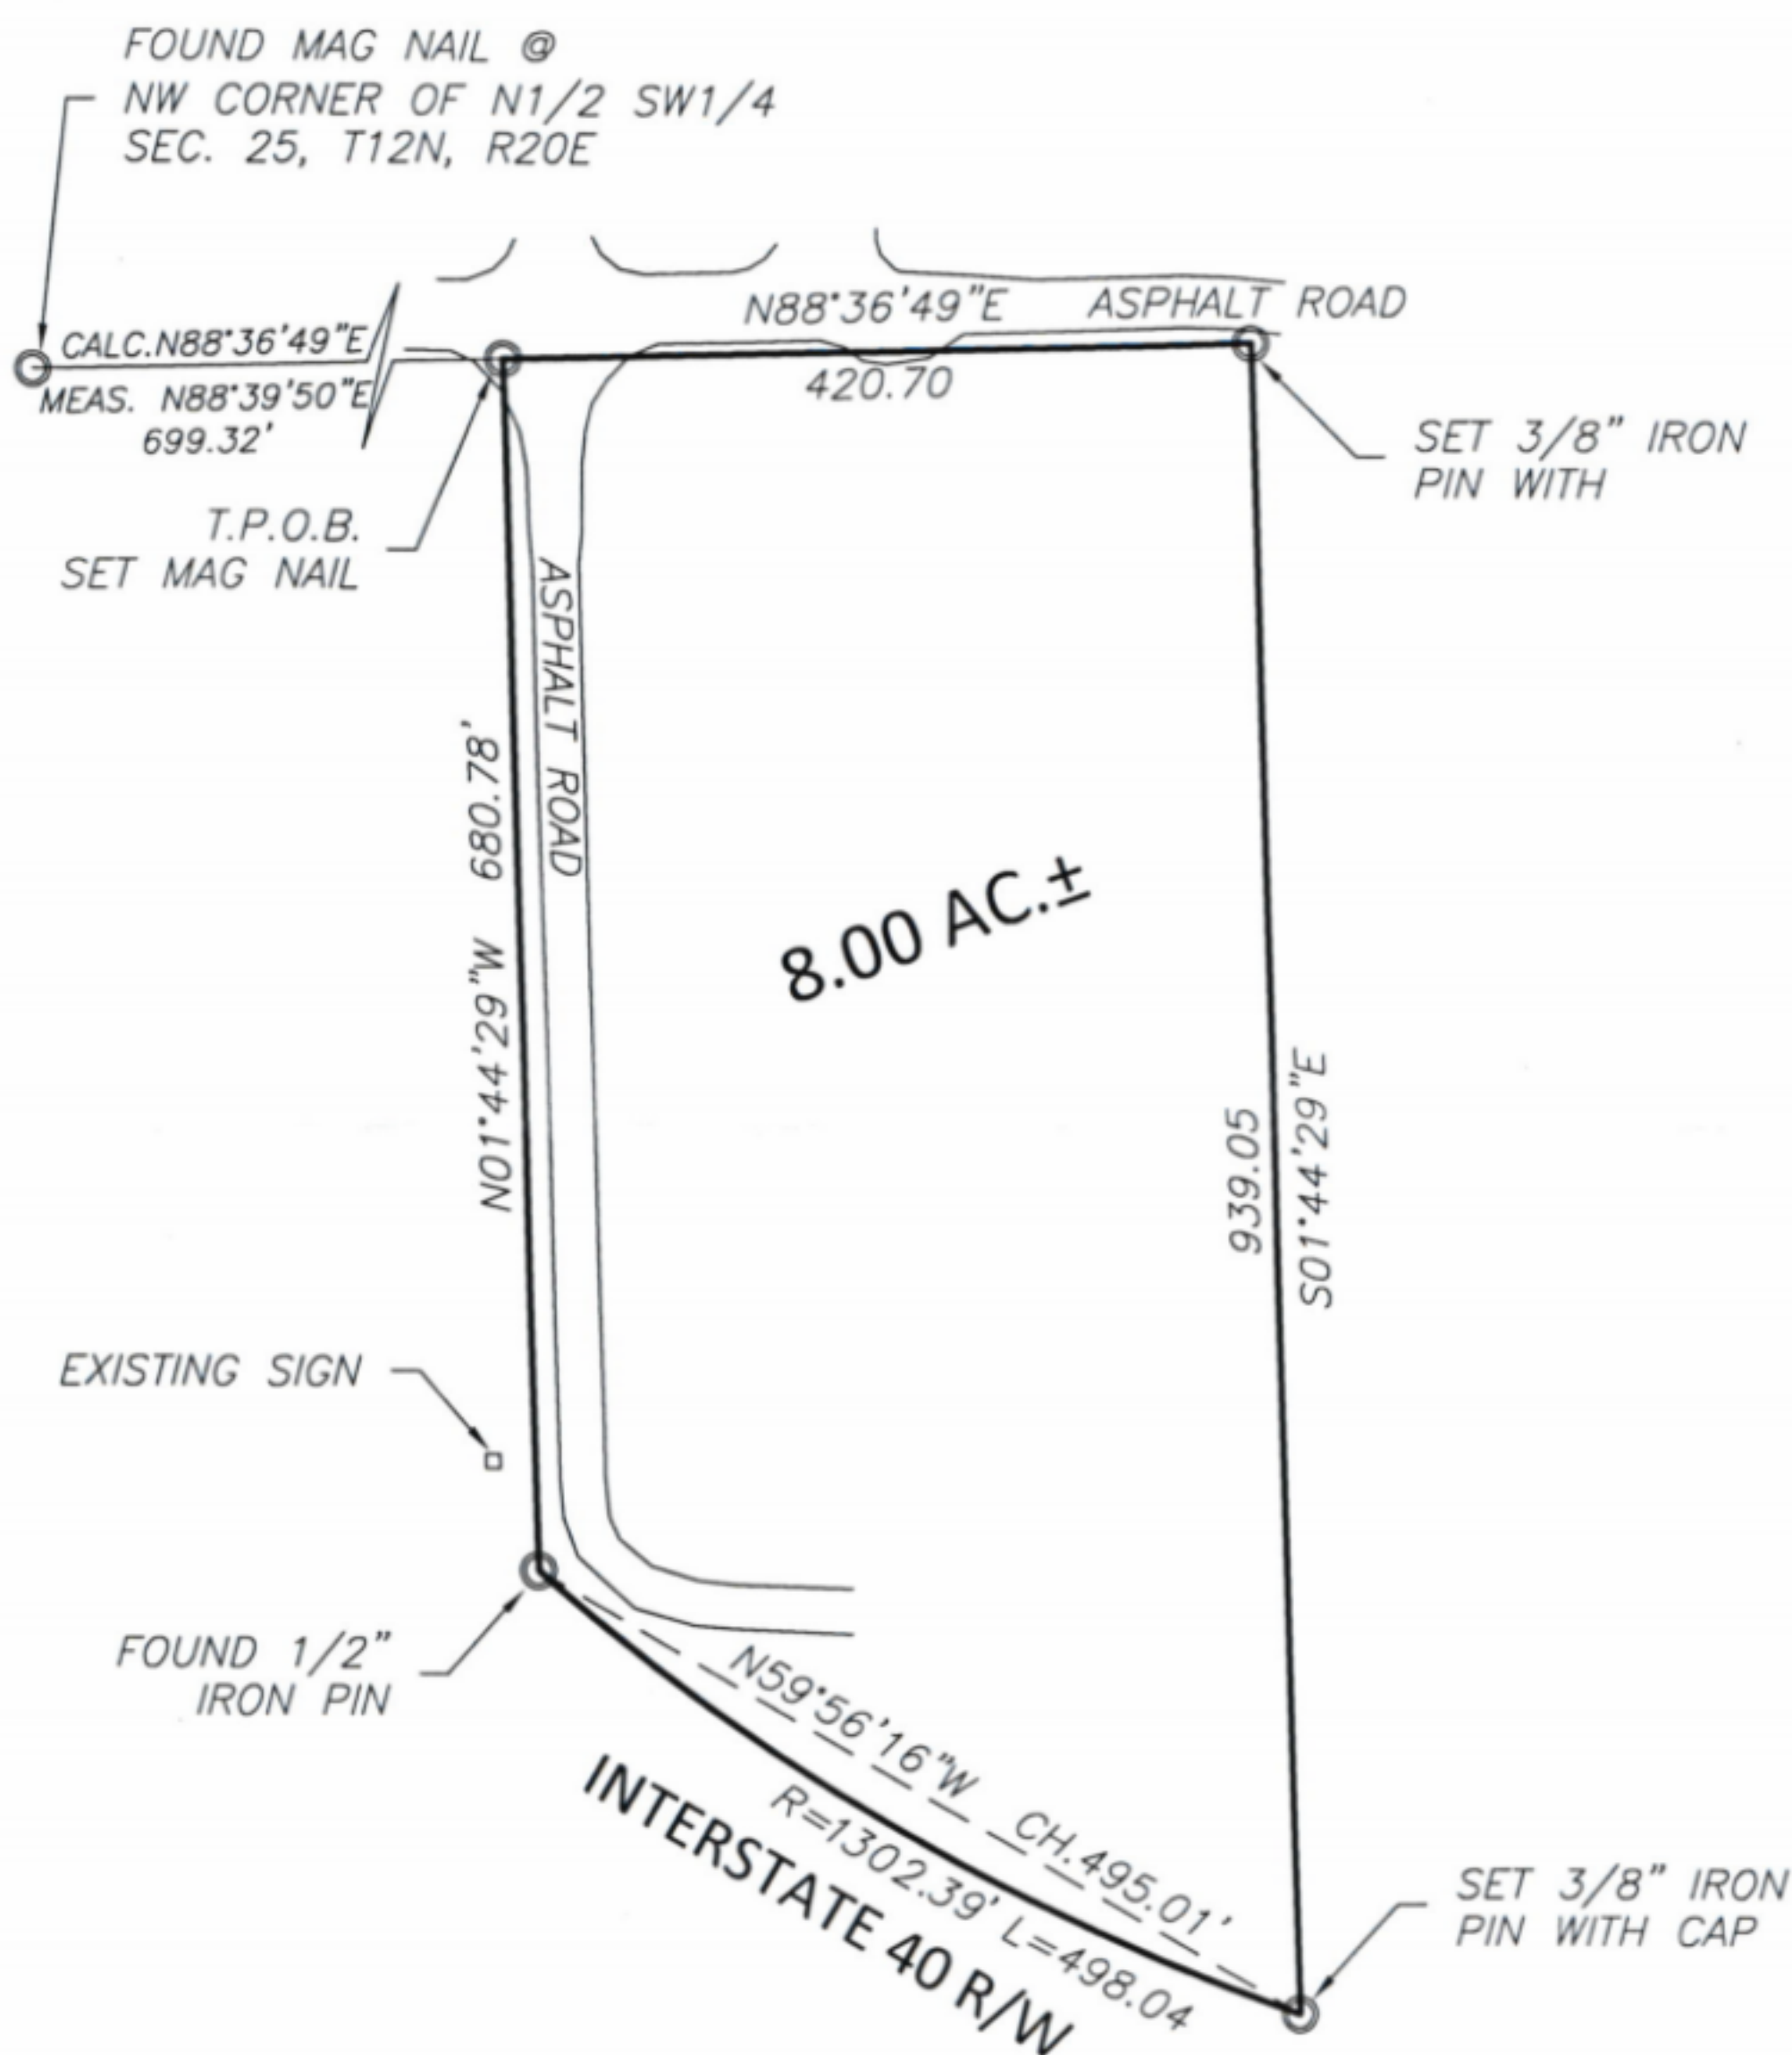 FOUND MAG NAIL @
NW CORNER OF N1/2 SW1/4
SEC. 25, T12N, R20E
CALC.N88°36'49"E
MEAS. N88°39'50"E
699.32'
N88°36'49"E
ASPHALT ROAD
420.70
SET 3/8" IRON
PIN WITH
T.P.O.B.
SET MAG NAIL
ASPHALT ROAD
N01°44'29"W 680.78'
8.00 AC.±
939.05
S01°44'29"E
EXISTING SIGN
FOUND 1/2"
IRON PIN
N59°56'16"W CH.495.01'
R=1302.39' L=498.04
INTERSTATE 40 R/W
SET 3/8" IRON
PIN WITH CAP